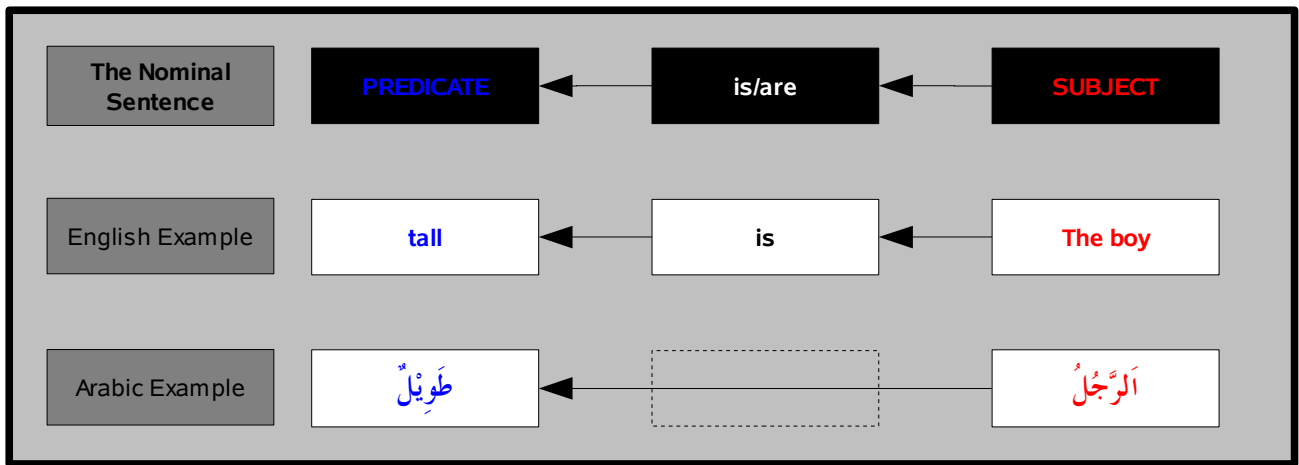 The Nominal
Sentence
PREDICATE
is/are
SUBJECT
English Example
tall
is
The boy
Arabic Example
طَوِيْلٌ
اَلرَّجُلُ